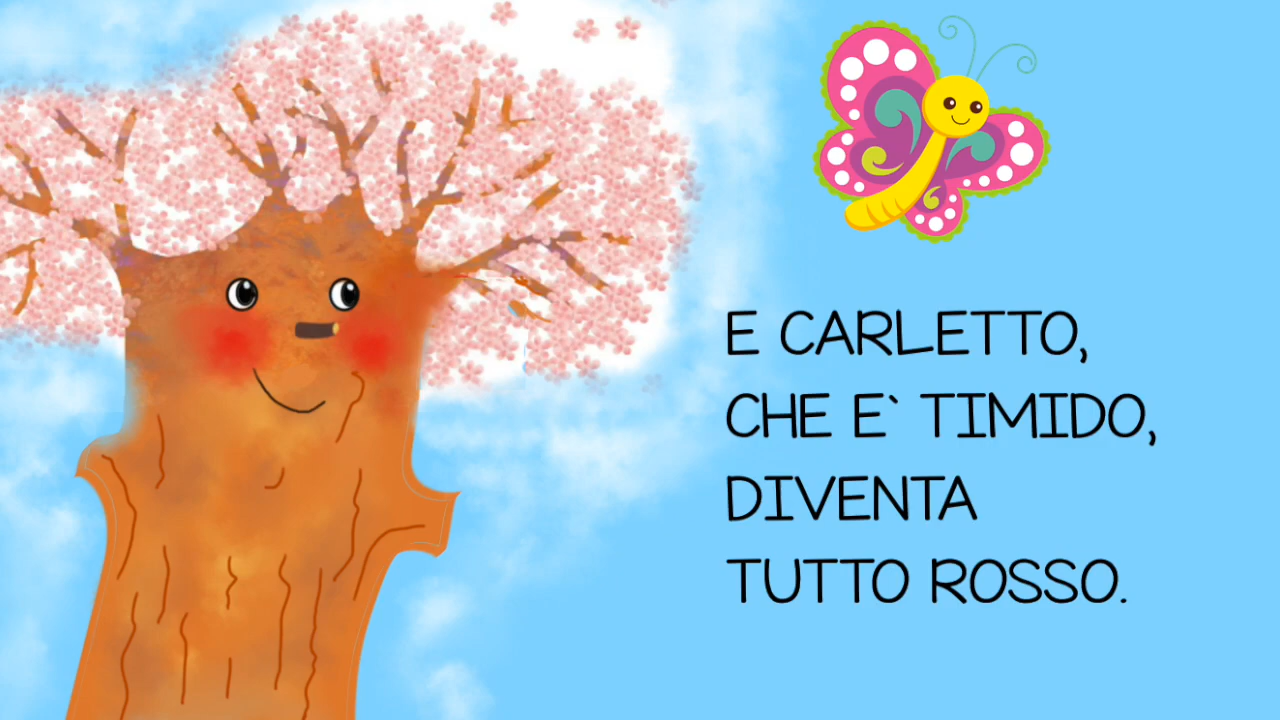 E CARLETTO,
CHE E` TIMIDO,
DIVENTA
TUTTO ROSSO.